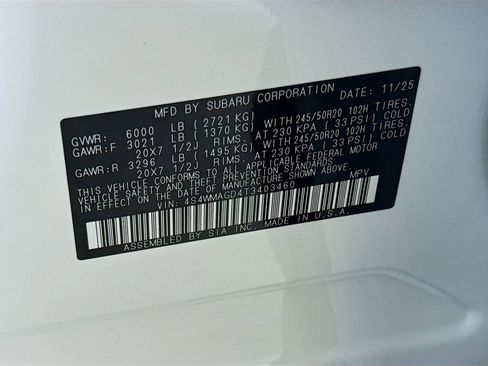 MFD BY SUBARU CORPORATION DATE: 11/25
GVWR: 6000 LB (2721 KG)
GAWR:F 3021 LB (1370 KG) WITH 245/50R20 102H TIRES,
20X7 1/2J RIMS, AT 230 KPA (33 PSI) COLD
GAWR:R 3296 LB (1495 KG) WITH 245/50R20 102H TIRES,
20X7 1/2J RIMS, AT 230 KPA (33 PSI) COLD
THIS VEHICLE CONFORMS TO ALL APPLICABLE FEDERAL MOTOR
VEHICLE SAFETY STANDARDS IN EFFECT ON THE DATE OF
MANUFACTURE SHOWN ABOVE.
VIN: 4S4WMAGD4T3403460 MPV
ASSEMBLED BY SIA INC. MADE IN U.S.A.